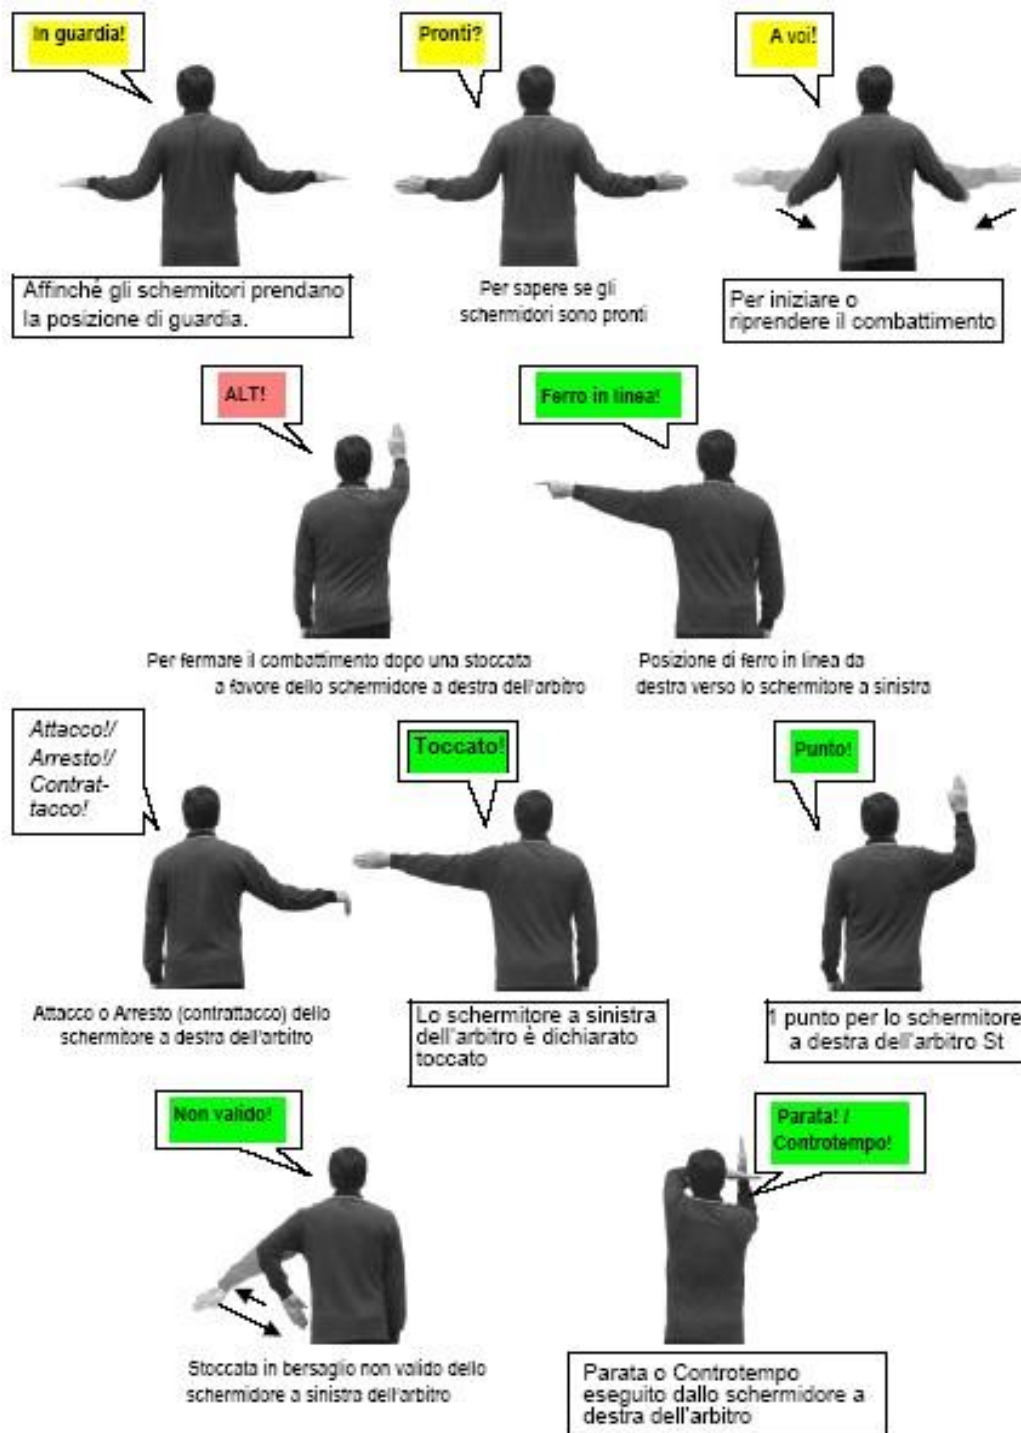 In guardia!
Pronti?
A voi!
Affinchè gli schermitori prendano
la posizione di guardia.
Per sapere se gli
schermidori sono pronti
Per iniziare o
riprendere il combattimento
ALT!
Ferro in linea!
Per fermare il combattimento dopo una stoccata
a favore dello schermidore a destra dell'arbitro
Posizione di ferro in linea da
destra verso lo schermitore a sinistra
Attacco!/
Arresto!/
Contrat-
tacco!
Toccato!
Punto!
Attacco o Arresto (contrattacco) dello
schermitore a destra dell'arbitro
Lo schermitore a sinistra
dell'arbitro è dichiarato
toccato
1 punto per lo schermitore
a destra dell'arbitro St
Non valido!
Parata! /
Controtempo!
Stoccata in bersaglio non valido dello
schermidore a sinistra dell'arbitro
Parata o Controtempo
eseguito dallo schermidore a
destra dell'arbitro